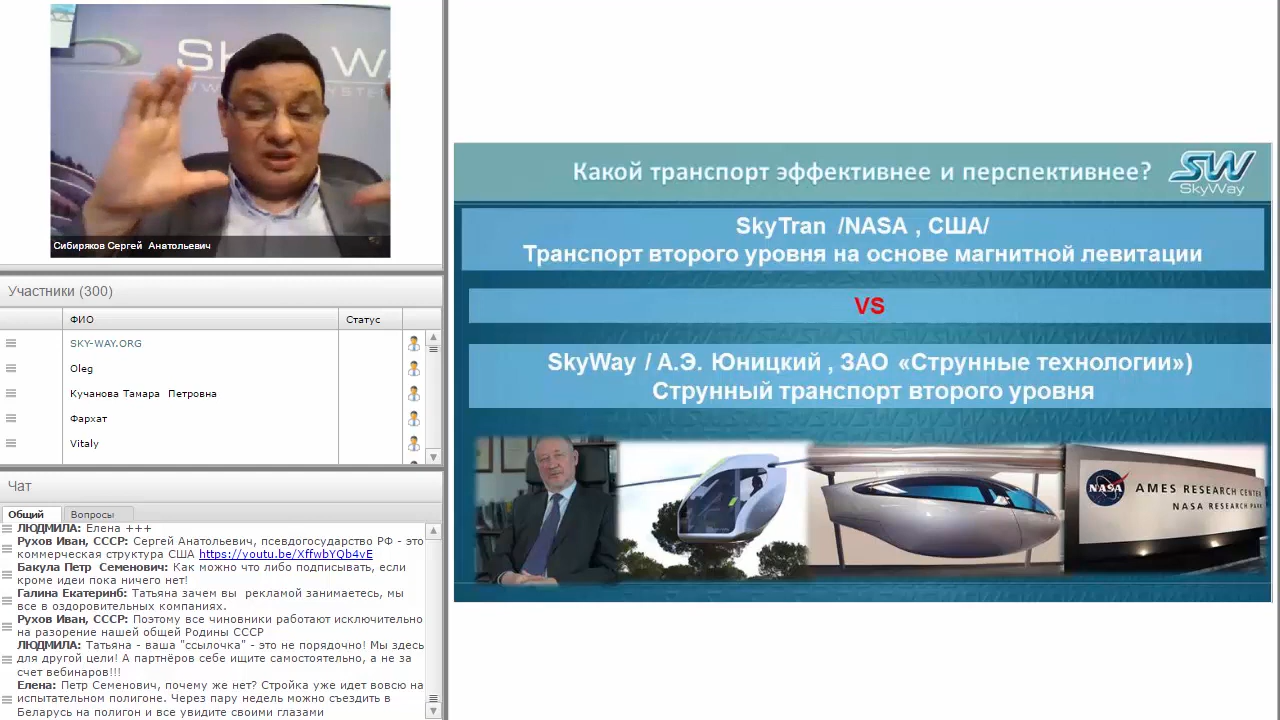 SKY WA
Сибиряков Сергей Анатольевич
Участники (300)
ФИО
Статус
SKY-WAY.ORG
Oleg
Кучанова Тамара Петровна
Фархат
Vitaly
Чат
Общий
Вопросы
ЛЮДМИЛА: Елена +++
Рухов Иван, СССР: Сергей Анатольевич, псевдогосударство РФ - это
коммерческая структура США https://youtu.be/XffwbYQb4vE
Бакула Петр Семенович: Как можно что либо подписывать, если
кроме идеи пока ничего нет!
Галина Екатеринб: Татьяна зачем вы рекламой занимаетесь, мы
все в оздоровительных компаниях.
Рухов Иван, СССР: Поэтому все чиновники работают исключительно
на разорение нашей общей Родины СССР
ЛЮДМИЛА: Татьяна - ваша "ссылочка" - это не порядочно! Мы здесь
для другой цели! А партнёров себе ищите самостоятельно, а не за
счет вебинаров!!!
Елена: Петр Семенович, почему же нет? Стройка уже идет вовсю на
испытательном полигоне. Через пару недель можно съездить в
Беларусь на полигон и все увидите своими глазами
Какой транспорт эффективнее и перспективнее?
SW
SkyWay
SkyTran /NASA , США/
Транспорт второго уровня на основе магнитной левитации
VS
SkyWay / А.Э. Юницкий , ЗАО «Струнные технологии»)
Струнный транспорт второго уровня
NASA
AMES RESEARCH CENTER
NASA RESEARCH PARK